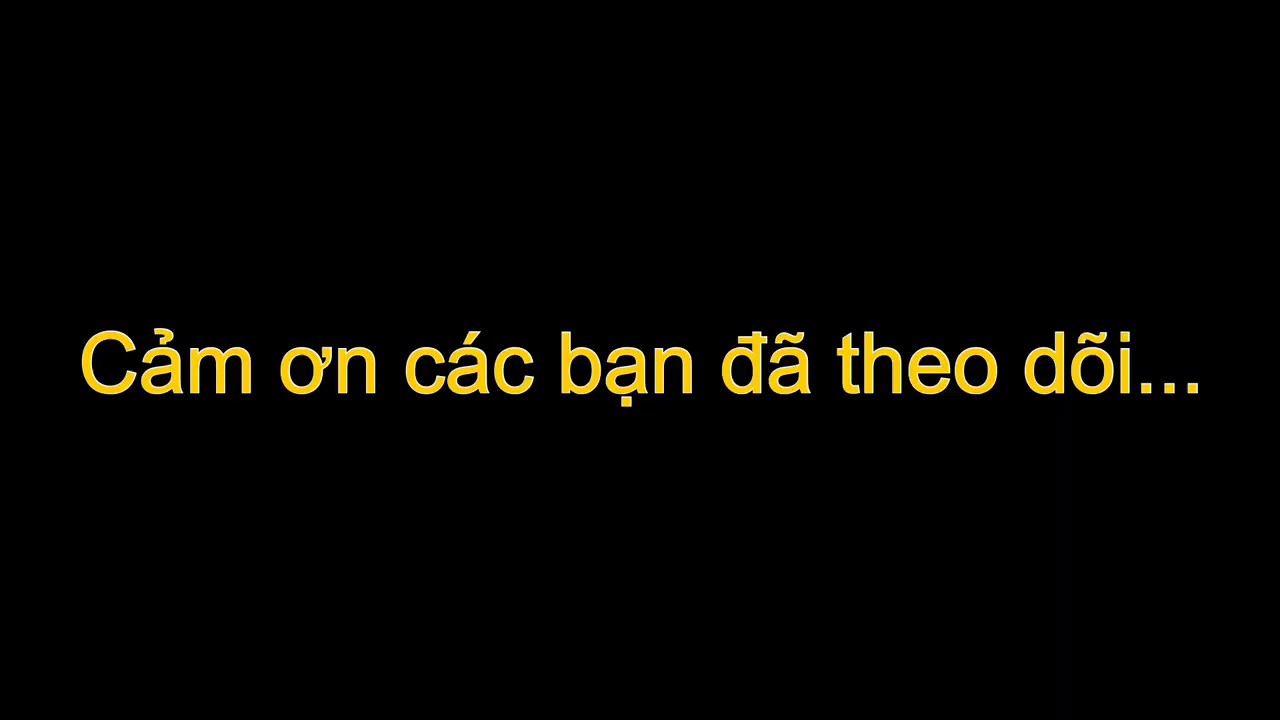 Cảm ơn các bạn đã theo dõi...